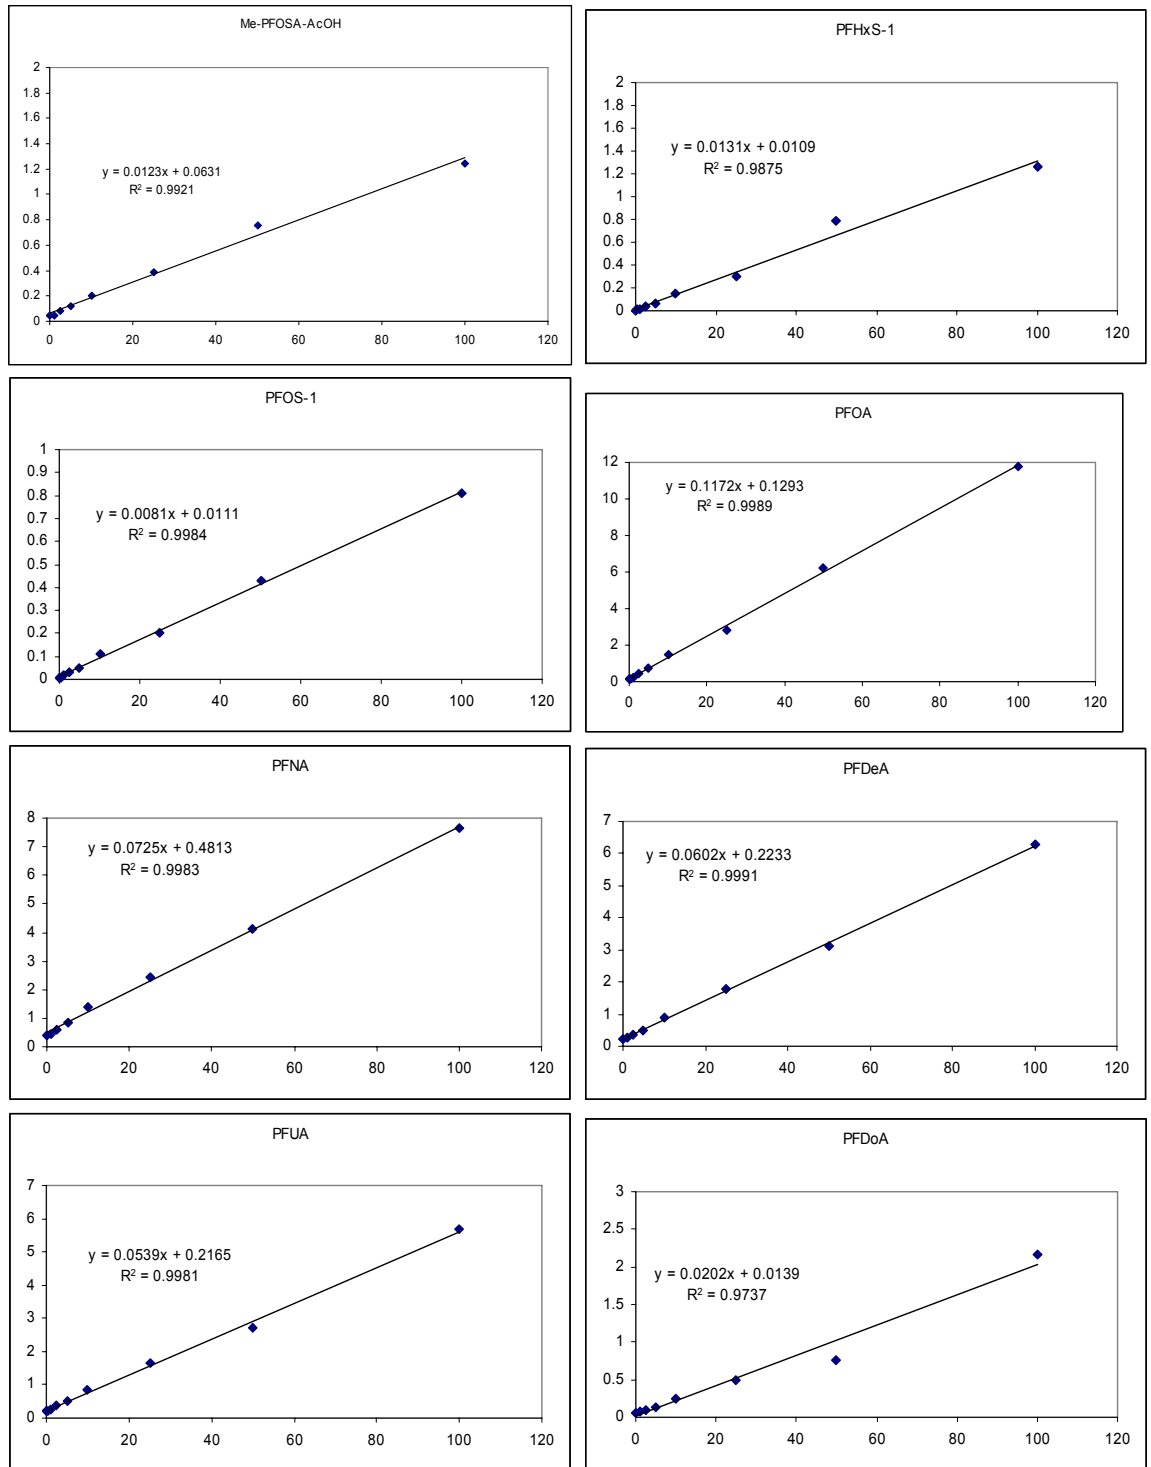 Me-PFOSA-AcOH
2
1.8
1.6
1.4
1.2
1
0.8
0.6
0.4
0.2
0
y = 0.0123x + 0.0631
R² = 0.9921
0 20 40 60 80 100 120
PFHxS-1
2
1.8
1.6
1.4
1.2
1
0.8
0.6
0.4
0.2
0
y = 0.0131x + 0.0109
R² = 0.9875
0 20 40 60 80 100 120
PFOS-1
1
0.9
0.8
0.7
0.6
0.5
0.4
0.3
0.2
0.1
0
y = 0.0081x + 0.0111
R² = 0.9984
0 20 40 60 80 100 120
PFOA
12
10
8
6
4
2
0
y = 0.1172x + 0.1293
R² = 0.9989
0 20 40 60 80 100 120
PFNA
8
7
6
5
4
3
2
1
0
y = 0.0725x + 0.4813
R² = 0.9983
0 20 40 60 80 100 120
PFDeA
7
6
5
4
3
2
1
0
y = 0.0602x + 0.2233
R² = 0.9991
0 20 40 60 80 100 120
PFUA
7
6
5
4
3
2
1
0
y = 0.0539x + 0.2165
R² = 0.9981
0 20 40 60 80 100 120
PFDoA
3
2.5
2
1.5
1
0.5
0
y = 0.0202x + 0.0139
R² = 0.9737
0 20 40 60 80 100 120